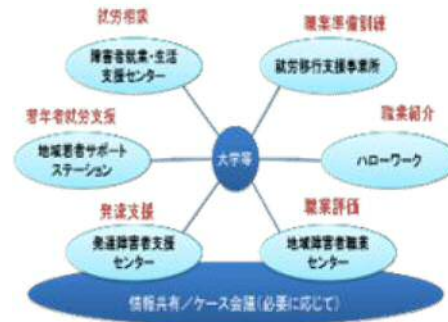 就労相談
職業準備訓練
障害者就業・生活
支援センター
就労移行支援事業所
若年者就労支援
職業紹介
地域若者サポート
ステーション
大学等
ハローワーク
発達支援
職業評価
発達障害者支援
センター
地域障害者職業
センター
情報共有/ケース会議(必要に応じて)